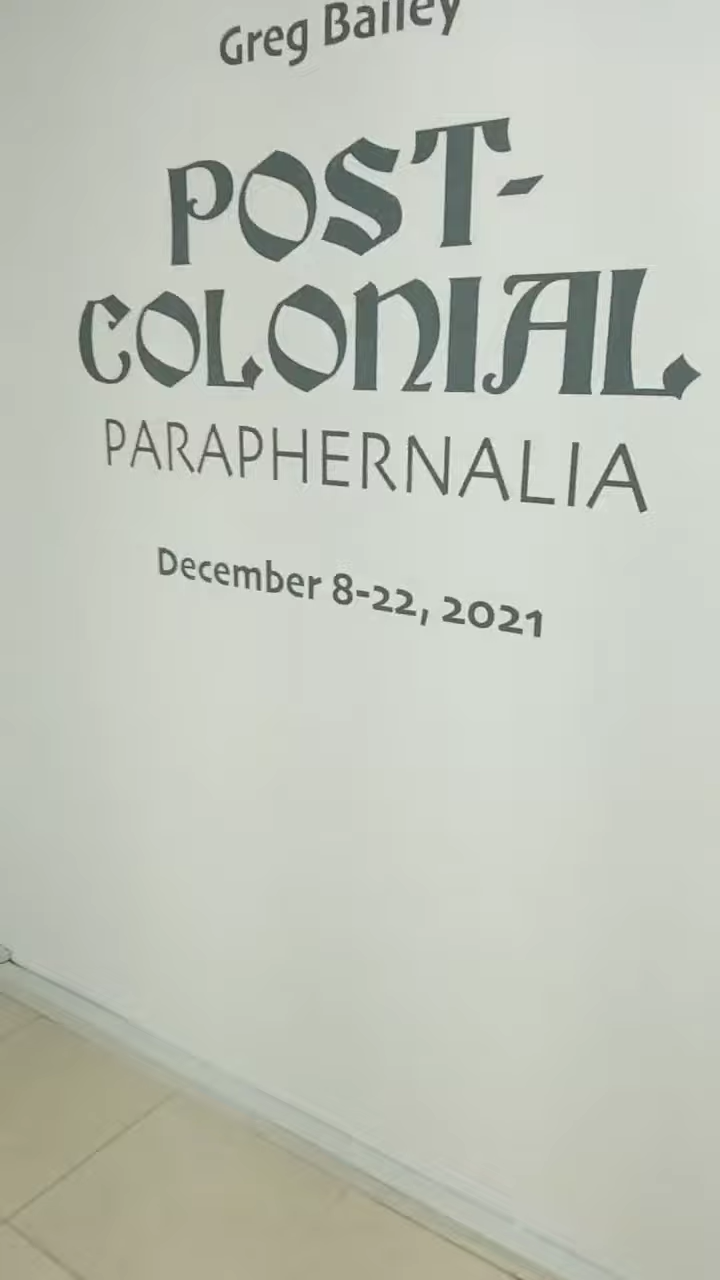 Greg Bailey
POST-
COLONIAL
PARAPHERNALIA
December 8-22, 2021